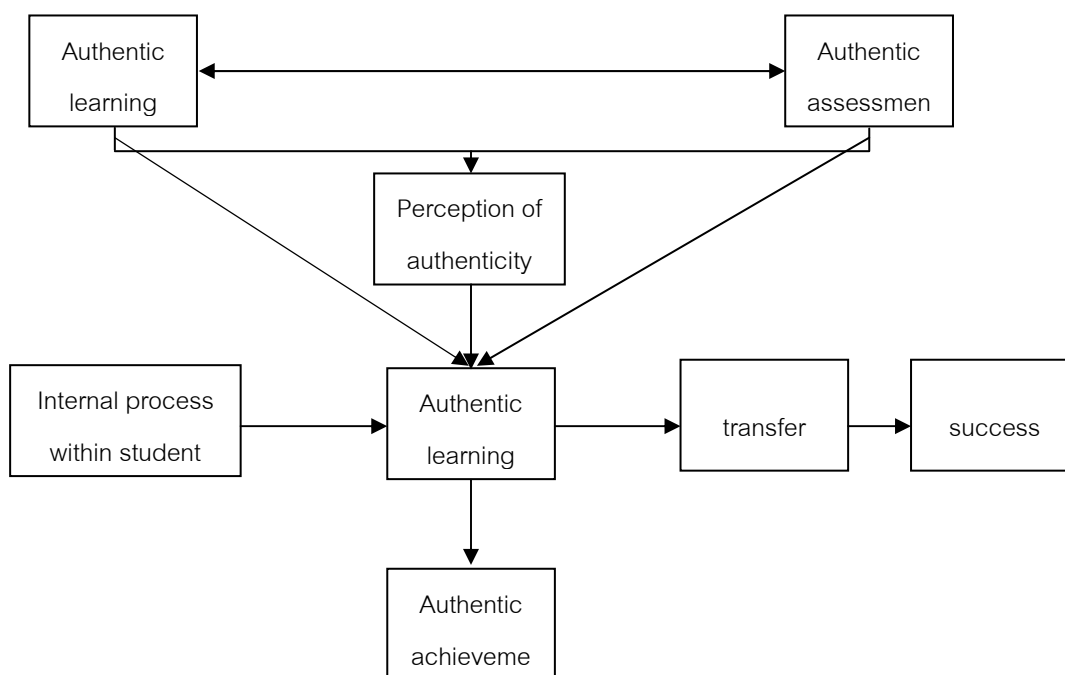 Authentic
learning
Authentic
assessmen
Perception of
authenticity
Internal process
within student
Authentic
learning
transfer
success
Authentic
achieveme